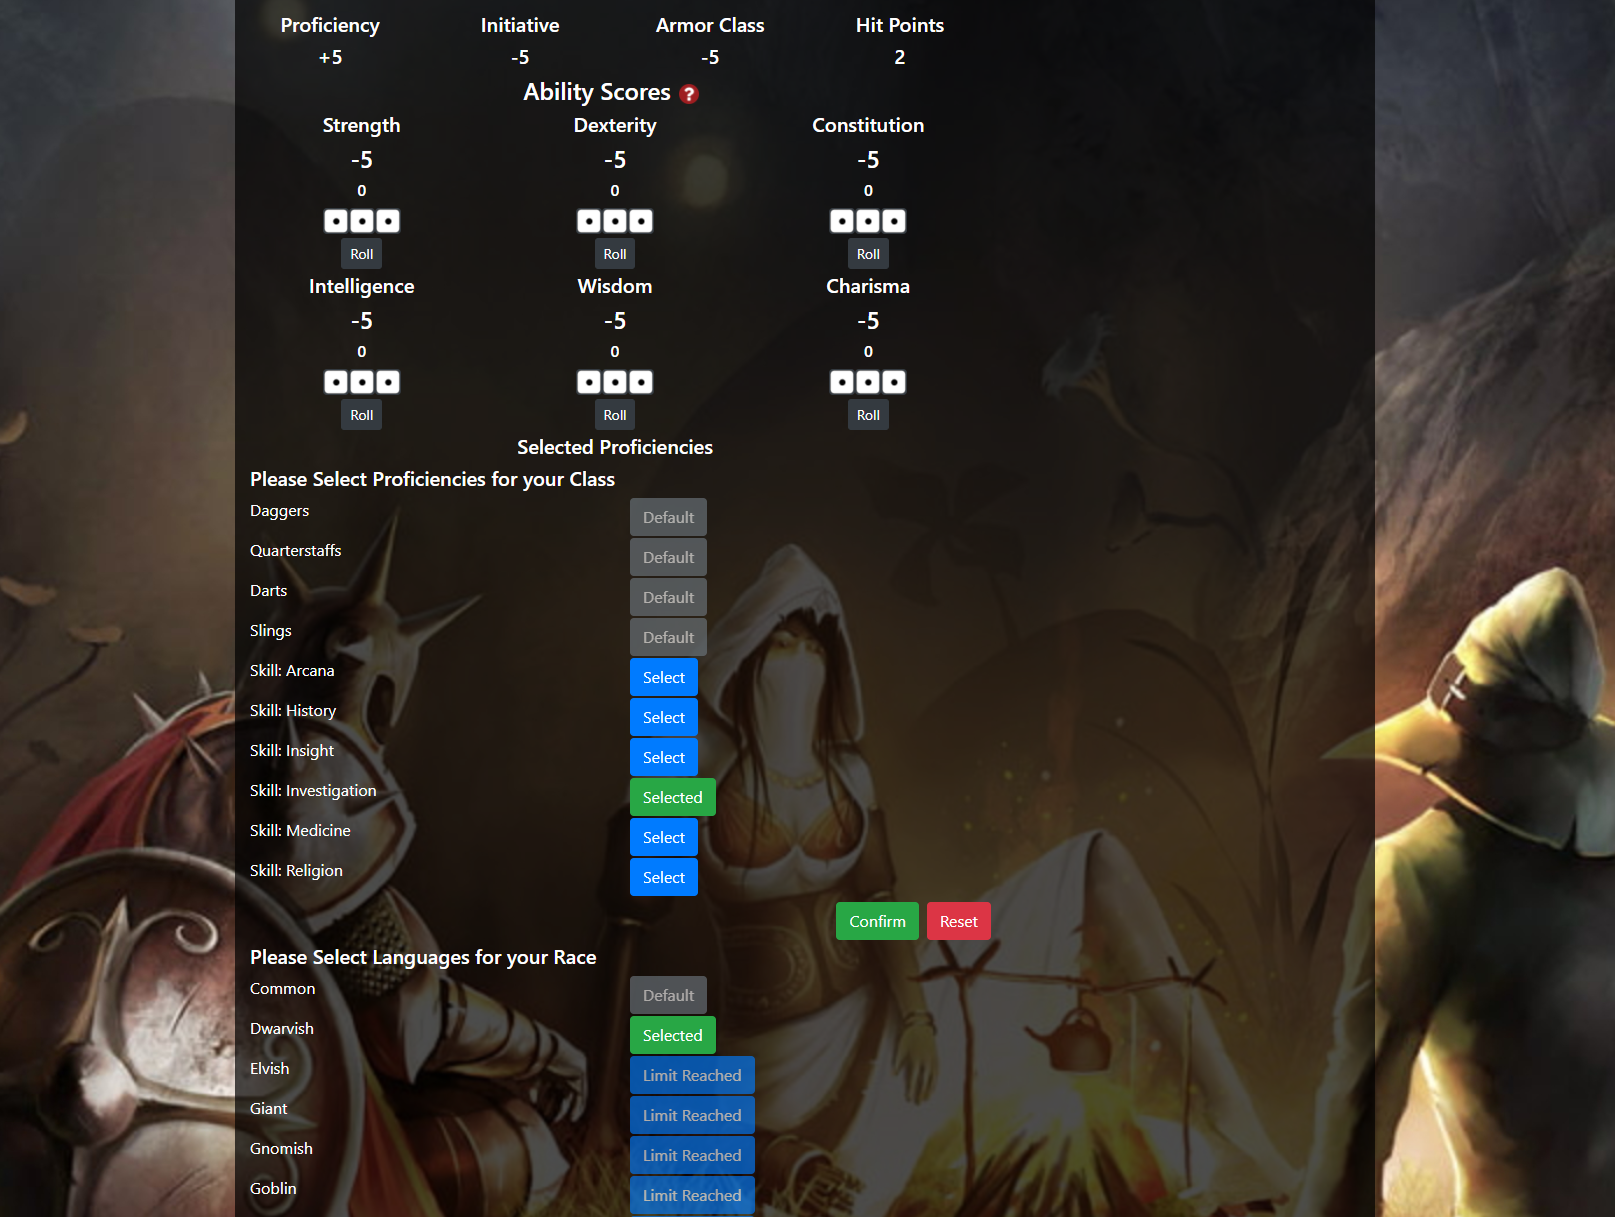 Proficiency Initiative Armor Class Hit Points
+5 -5 -5 2
Ability Scores ?
Strength Dexterity Constitution
-5 -5 -5
0 0 0
Roll Roll Roll
Intelligence Wisdom Charisma
-5 -5 -5
0 0 0
Roll Roll Roll
Selected Proficiencies
Please Select Proficiencies for your Class
Daggers Default
Quarterstaffs Default
Darts Default
Slings Default
Skill: Arcana Select
Skill: History Select
Skill: Insight Select
Skill: Investigation Selected
Skill: Medicine Select
Skill: Religion Select
Confirm Reset
Please Select Languages for your Race
Common Default
Dwarvish Selected
Elvish Limit Reached
Giant Limit Reached
Gnomish Limit Reached
Goblin Limit Reached